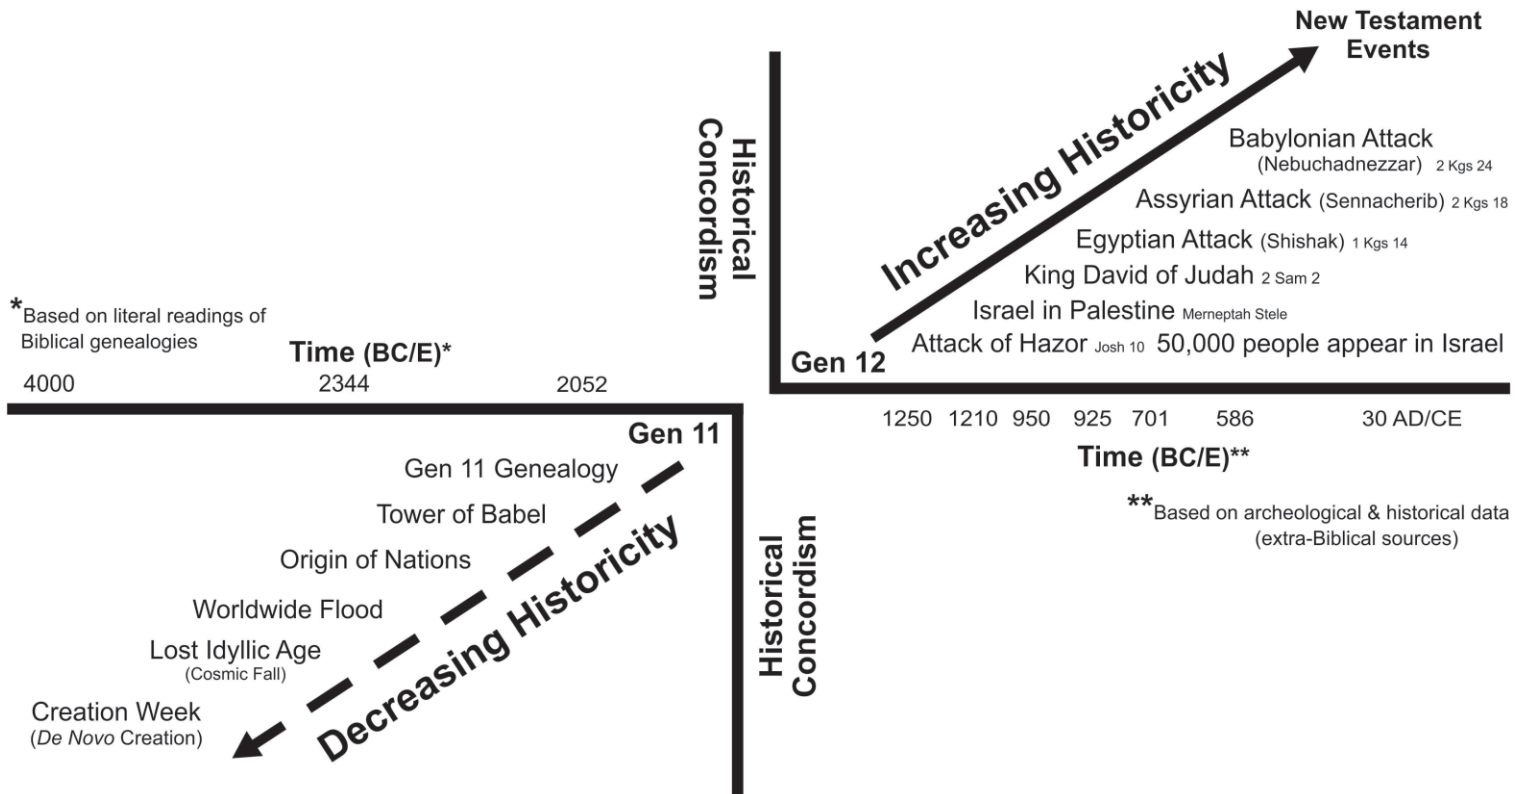 New Testament
Events
Increasing Historicity
Historical
Concordism
Babylonian Attack
(Nebuchadnezzar) 2 Kgs 24
Assyrian Attack (Sennacherib) 2 Kgs 18
Egyptian Attack (Shishak) 1 Kgs 14
King David of Judah 2 Sam 2
Israel in Palestine Merneptah Stele
Attack of Hazor Josh 10 50,000 people appear in Israel
Gen 12
1250 1210 950 925 701 586 30 AD/CE
Time (BC/E)**
**Based on archeological & historical data
(extra-Biblical sources)
*Based on literal readings of
Biblical genealogies
Time (BC/E)*
4000 2344 2052
Gen 11
Gen 11 Genealogy
Tower of Babel
Origin of Nations
Worldwide Flood
Lost Idyllic Age
(Cosmic Fall)
Creation Week
(De Novo Creation)
Decreasing Historicity
Historical
Concordism